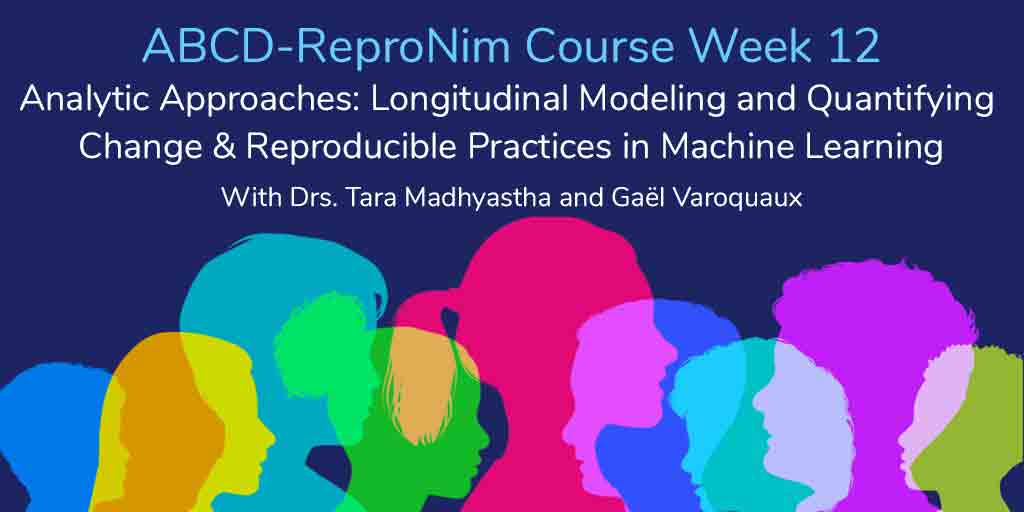 ABCD-ReproNim Course Week 12
Analytic Approaches: Longitudinal Modeling and Quantifying
Change & Reproducible Practices in Machine Learning
With Drs. Tara Madhyastha and Gaël Varoquaux